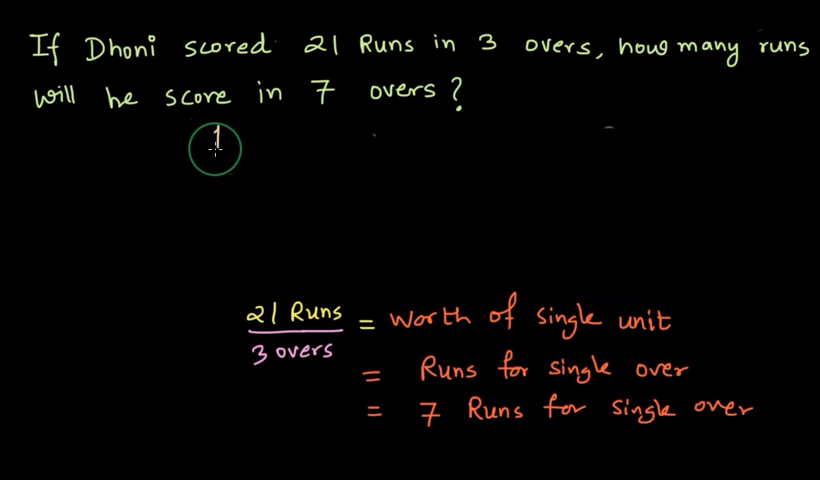 If Dhoni scored 21 Runs in 3 overs, how many runs
will he score in 7 overs?
1
21 Runs = Worth of single unit
3 overs
= Runs for single over
= 7 Runs for single over